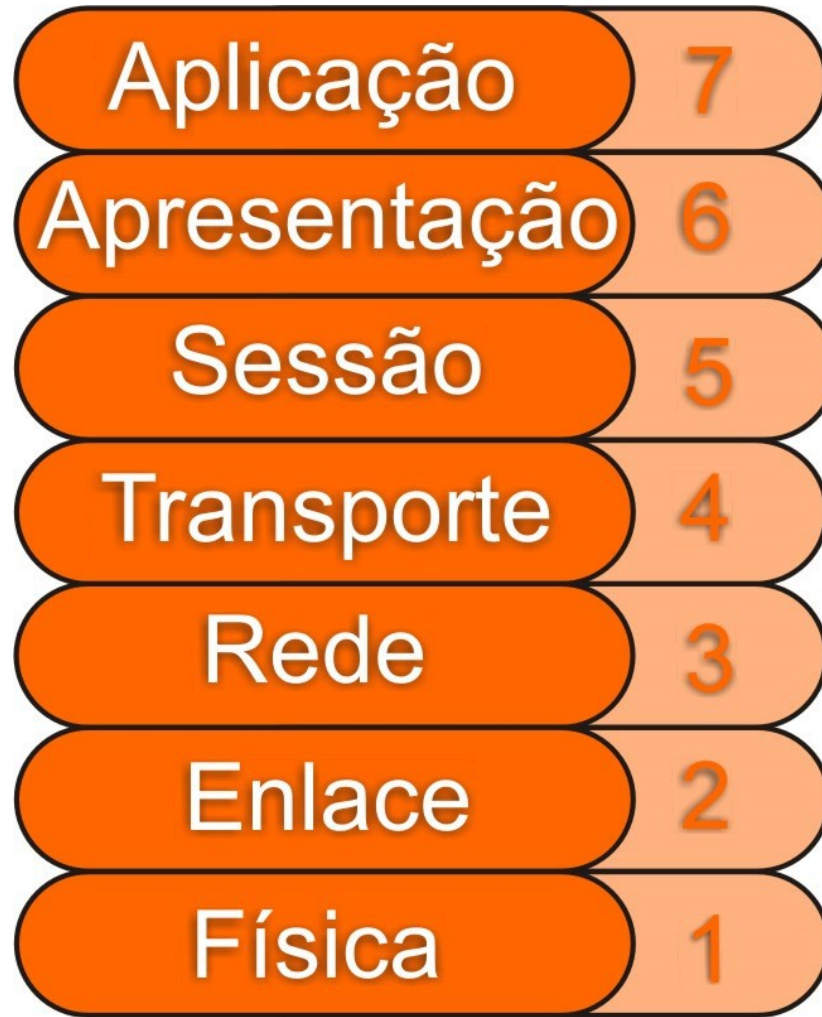 Aplicação 7
Apresentação 6
Sessão 5
Transporte 4
Rede 3
Enlace 2
Física 1